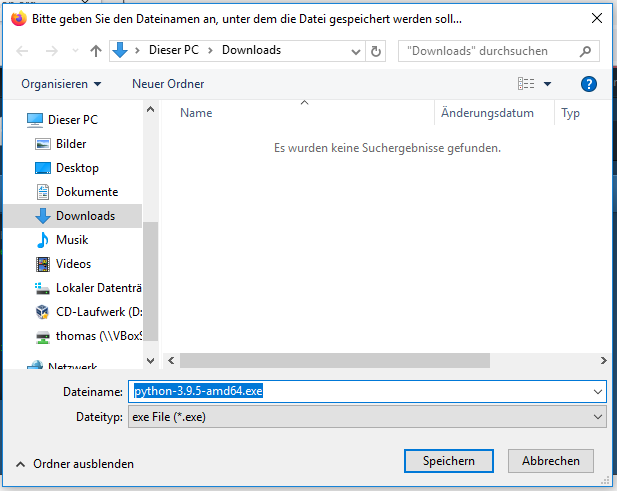 Bitte geben Sie den Dateinamen an, unter dem die Datei gespeichert werden soll...
Dieser PC > Downloads
"Downloads" durchsuchen
Organisieren
Neuer Ordner
?
Dieser PC
Bilder
Desktop
Dokumente
Downloads
Musik
Videos
Lokaler Datenträ
CD-Laufwerk (D:
thomas (\\VBoxS
Netzwerk
Name
Änderungsdatum
Typ
Es wurden keine Suchergebnisse gefunden.
Dateiname: python-3.9.5-amd64.exe
Dateityp: exe File (*.exe)
Ordner ausblenden
Speichern
Abbrechen